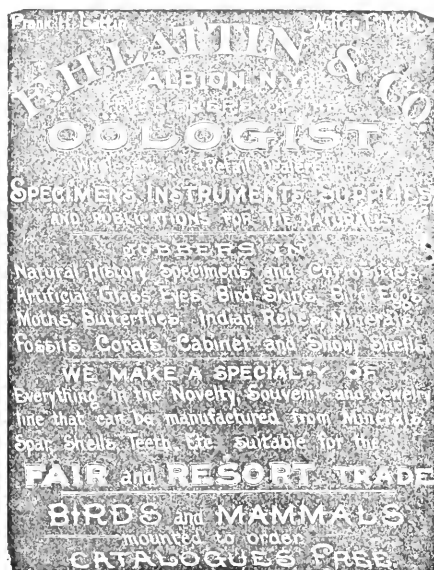 Frank H. Lattin Walter F. Webb
F. H. LATTIN & CO.
ALBION, N.Y.
PUBLISHERS OF THE
OOLOGIST
Wholesale and Retail Dealers
SPECIMENS, INSTRUMENTS, SUPPLIES
AND PUBLICATIONS FOR THE NATURALIST
JOBBERS IN
Natural History Specimens and Curiosities,
Artificial Glass Eyes, Bird Skins, Bird Eggs,
Moths, Butterflies, Indian Relics, Minerals,
Fossils, Corals, Cabinet and Showy Shells.
WE MAKE A SPECIALTY OF
Everything in the Novelty, Souvenir and Jewelry
line that can be manufactured from Minerals,
Spar, Shells, Teeth, Etc. suitable for the
FAIR and RESORT TRADE
BIRDS and MAMMALS
mounted to order
CATALOGUES FREE.